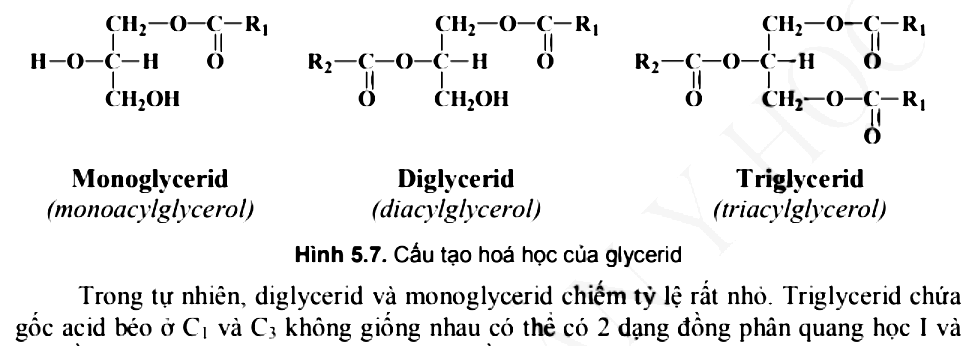 CH₂—O—C—R₁ CH₂—O—C—R₁ CH₂—O—C—R₁
H—O—C—H O R₂—C—O—C—H O R₂—C—O—C—H O
CH₂OH O CH₂OH O CH₂—O—C—R₁
O
Monoglycerid Diglycerid Triglycerid
(monoacylglycerol) (diacylglycerol) (triacylglycerol)
Hình 5.7. Cấu tạo hoá học của glycerid
Trong tự nhiên, diglycerid và monoglycerid chiếm tỷ lệ rất nhỏ. Triglycerid chứa
gốc acid béo ở C₁ và C₃ không giống nhau có thể có 2 dạng đồng phân quang học I và